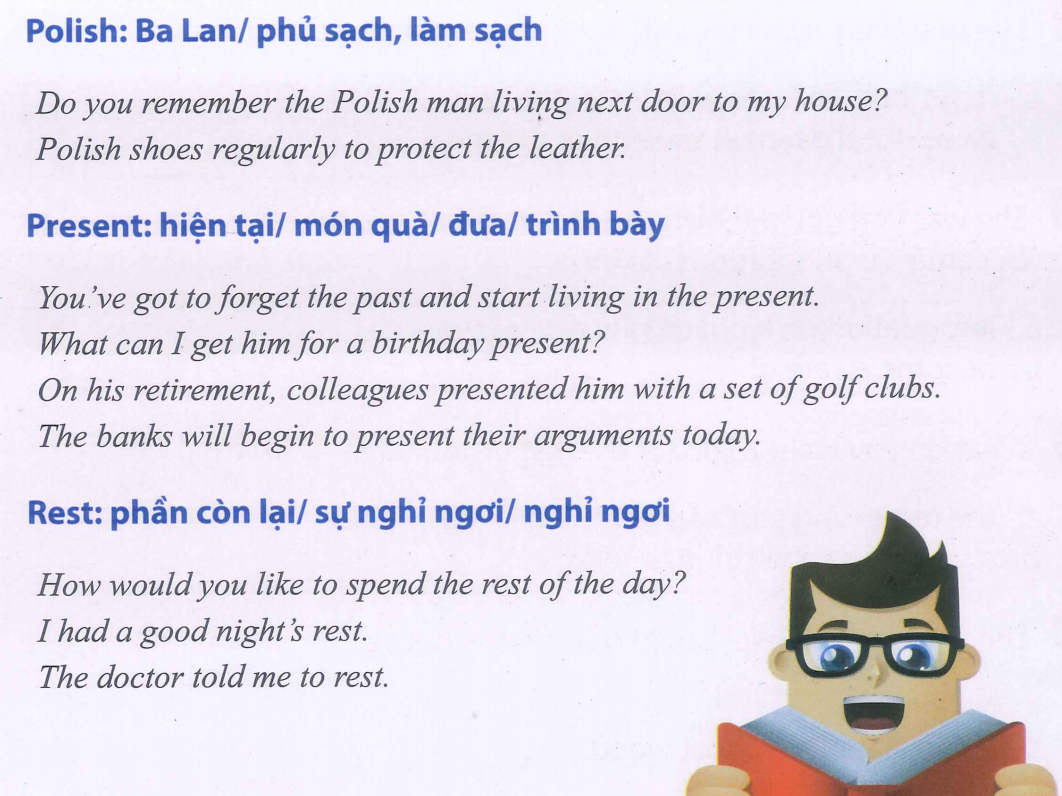 Polish: Ba Lan/ phủ sạch, làm sạch
Do you remember the Polish man living next door to my house?
Polish shoes regularly to protect the leather.
Present: hiện tại/ món quà/ đưa/ trình bày
You've got to forget the past and start living in the present.
What can I get him for a birthday present?
On his retirement, colleagues presented him with a set of golf clubs.
The banks will begin to present their arguments today.
Rest: phần còn lại/ sự nghỉ ngơi/ nghỉ ngơi
How would you like to spend the rest of the day?
I had a good night's rest.
The doctor told me to rest.